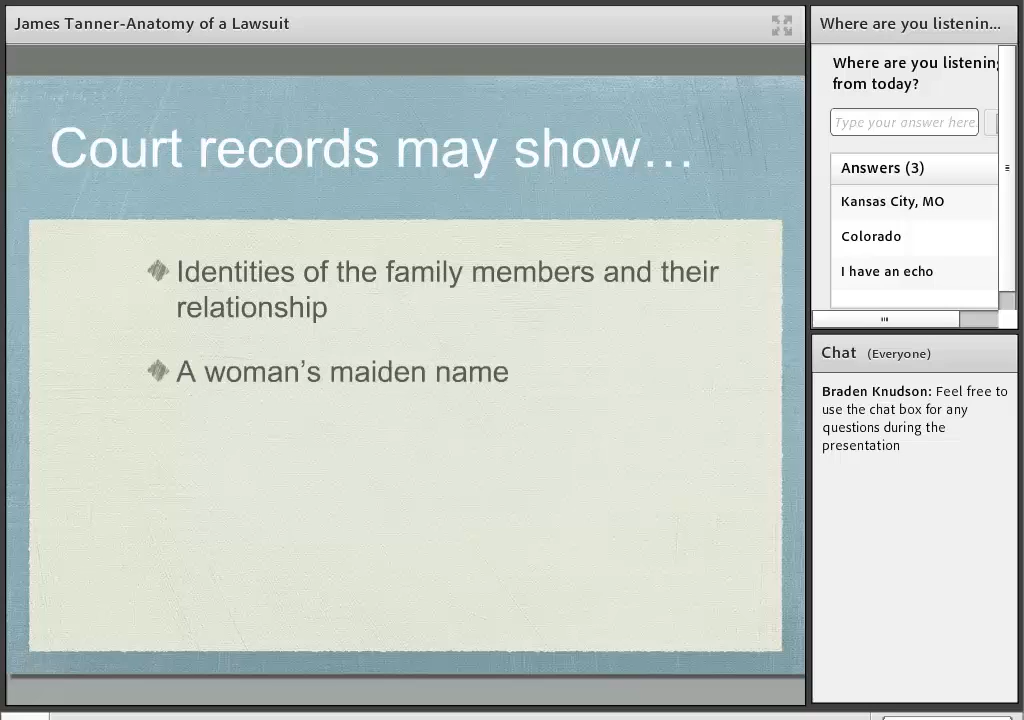 James Tanner-Anatomy of a Lawsuit
Court records may show…
Identities of the family members and their
relationship
A woman's maiden name
Where are you listenin...
Where are you listening
from today?
Type your answer here.
Answers (3)
Kansas City, MO
Colorado
I have an echo
Chat (Everyone)
Braden Knudson: Feel free to
use the chat box for any
questions during the
presentation